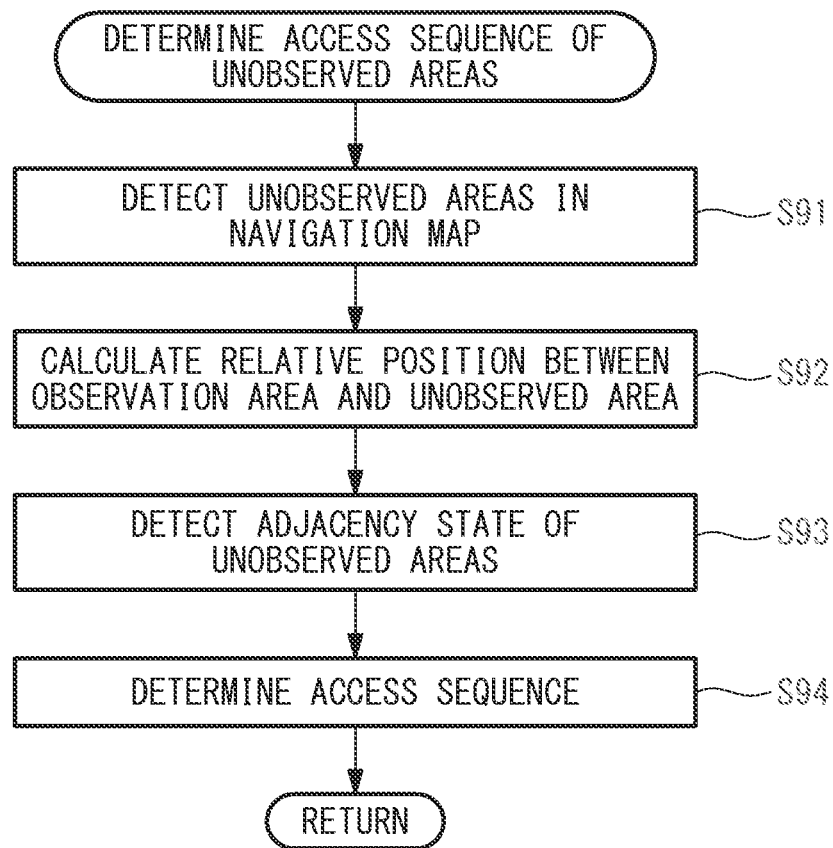 DETERMINE ACCESS SEQUENCE OF
UNOBSERVED AREAS
DETECT UNOBSERVED AREAS IN
NAVIGATION MAP
S91
CALCULATE RELATIVE POSITION BETWEEN
OBSERVATION AREA AND UNOBSERVED AREA
S92
DETECT ADJACENCY STATE OF
UNOBSERVED AREAS
S93
DETERMINE ACCESS SEQUENCE
S94
RETURN